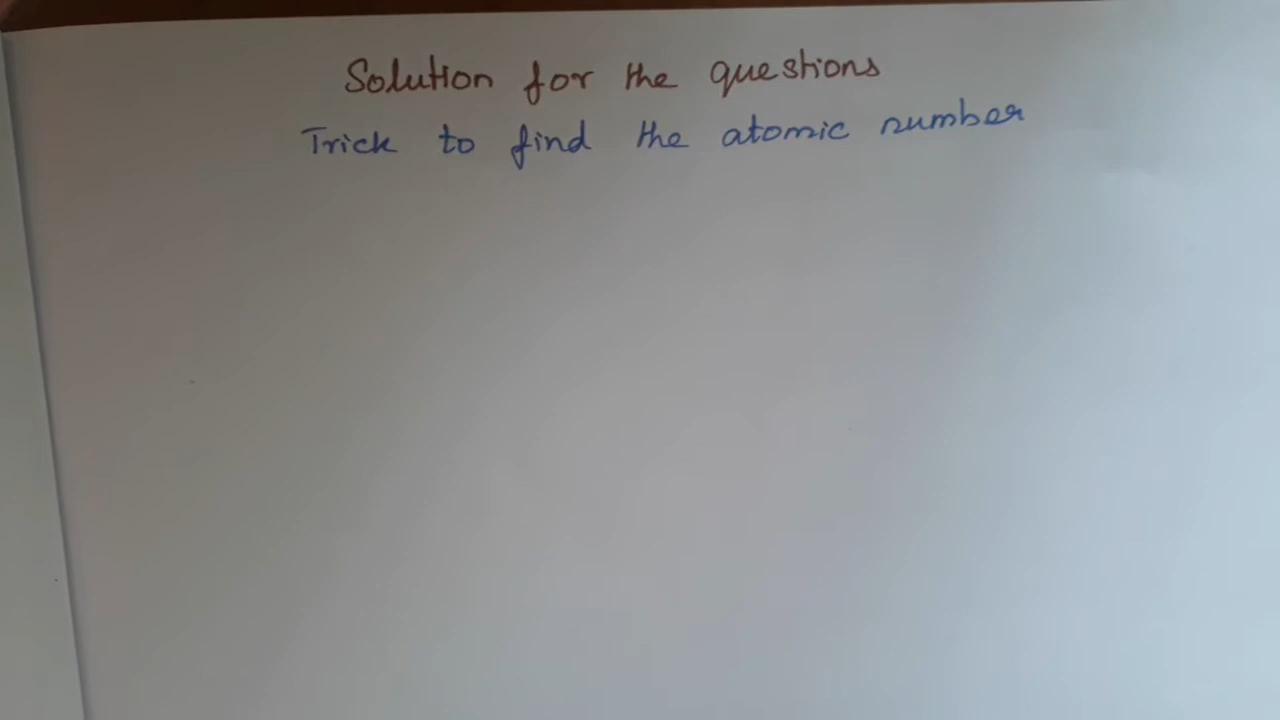 Solution for the questions
Trick to find the atomic number